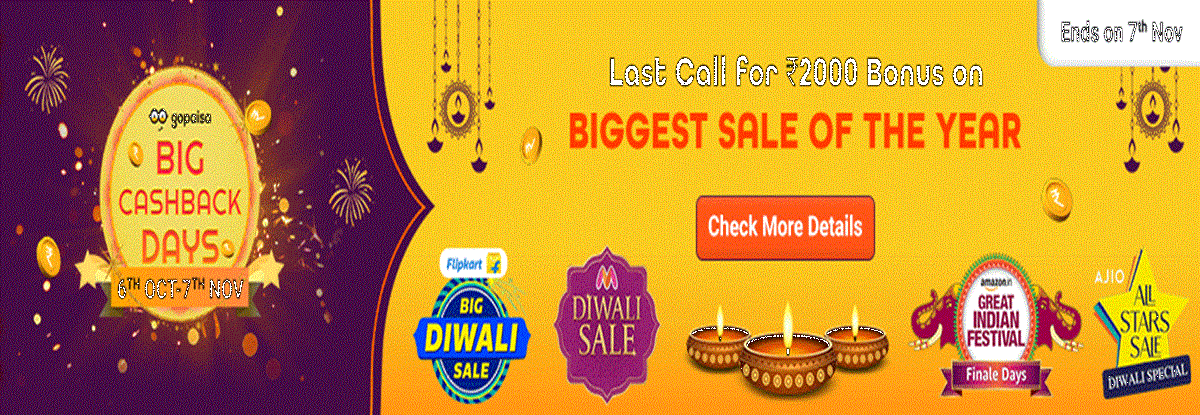 gopaisa
BIG
CASHBACK
DAYS
6TH OCT-7TH NOV
Ends on 7th Nov
Last Call for ₹2000 Bonus on
BIGGEST SALE OF THE YEAR
Check More Details
Flipkart
BIG
DIWALI
SALE
DIWALI
SALE
amazon.in
GREAT
INDIAN
FESTIVAL
Finale Days
AJIO
ALL
STARS
SALE
DIWALI SPECIAL